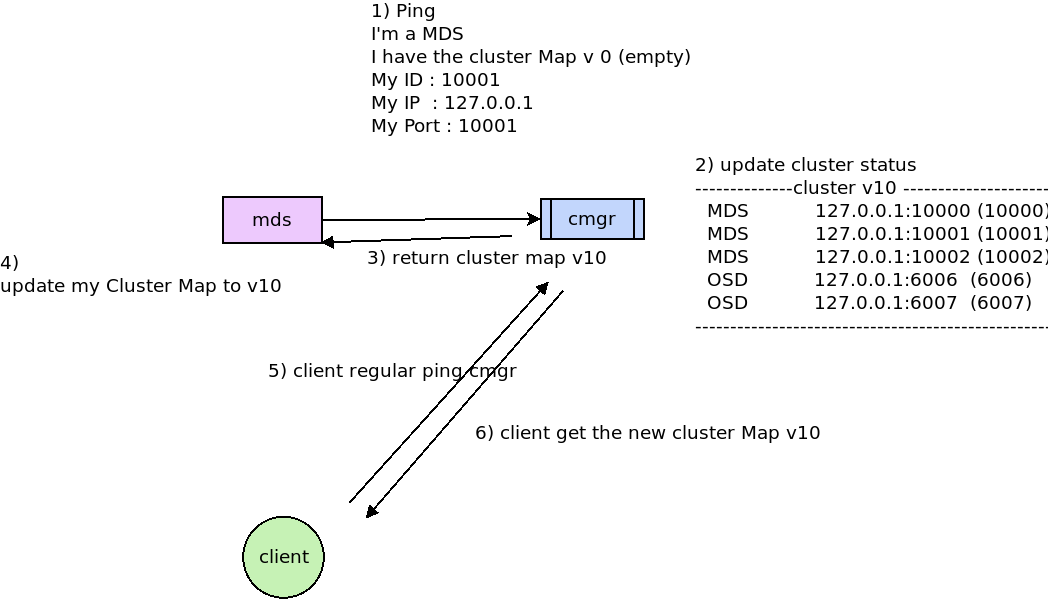 1) Ping
I'm a MDS
I have the cluster Map v 0 (empty)
My ID : 10001
My IP  : 127.0.0.1
My Port : 10001
2) update cluster status
--------------cluster v10 ---------------------
MDS 127.0.0.1:10000 (10000)
MDS 127.0.0.1:10001 (10001)
MDS 127.0.0.1:10002 (10002)
OSD 127.0.0.1:6006  (6006)
OSD 127.0.0.1:6007  (6007)
---------------------------------------------------
mds
cmgr
3) return cluster map v10
4)
update my Cluster Map to v10
5) client regular ping cmgr
6) client get the new cluster Map v10
client